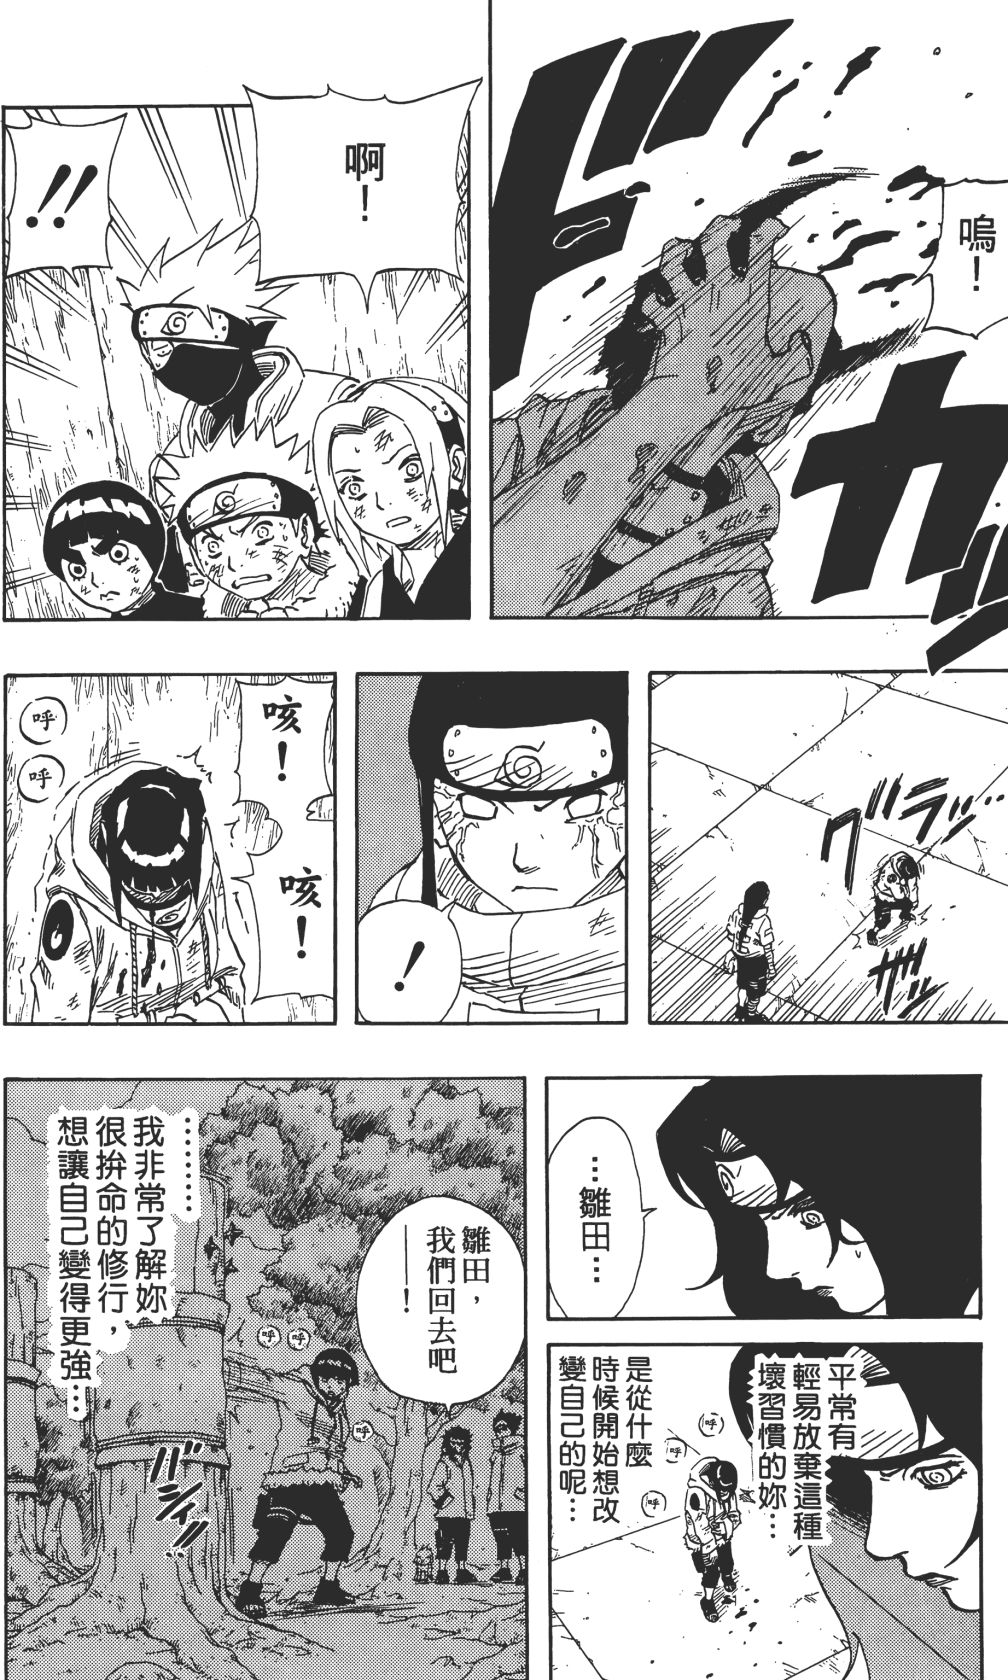 嗚！
ドガッ
啊！
！！
グラッ…
ザザ
！
咳！
咳！
呼
呼
…雛田…
平常有
輕易放棄這種
壞習慣的妳…
是從什麼
時候開始想改
變自己的呢…
呼
呼
呼
雛田，
我們回去吧
——！
………
我非常了解妳
很拚命的修行，
想讓自己變得更強…
呼
呼
呼
バシィ